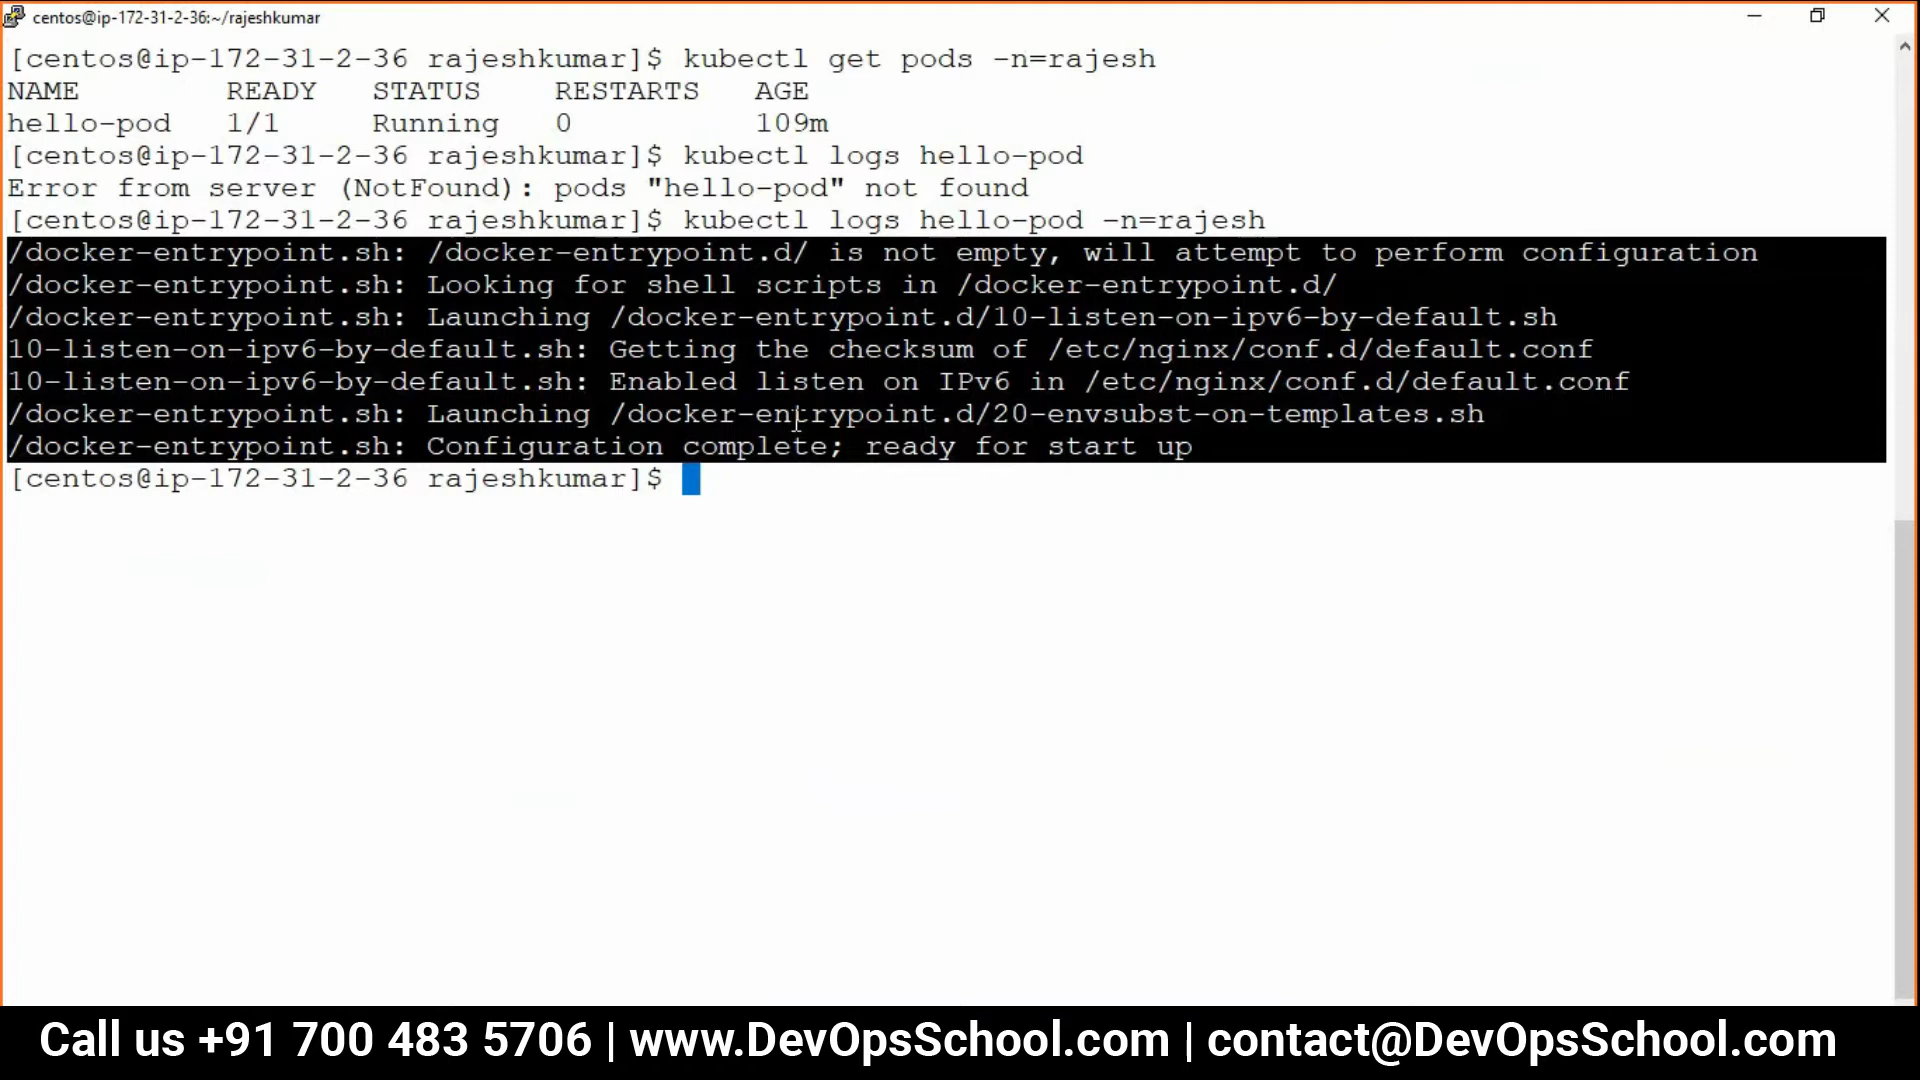 centos@ip-172-31-2-36:~/rajeshkumar
[centos@ip-172-31-2-36 rajeshkumar]$ kubectl get pods -n=rajesh
NAME READY STATUS RESTARTS AGE
hello-pod 1/1 Running 0 109m
[centos@ip-172-31-2-36 rajeshkumar]$ kubectl logs hello-pod
Error from server (NotFound): pods "hello-pod" not found
[centos@ip-172-31-2-36 rajeshkumar]$ kubectl logs hello-pod -n=rajesh
/docker-entrypoint.sh: /docker-entrypoint.d/ is not empty, will attempt to perform configuration
/docker-entrypoint.sh: Looking for shell scripts in /docker-entrypoint.d/
/docker-entrypoint.sh: Launching /docker-entrypoint.d/10-listen-on-ipv6-by-default.sh
10-listen-on-ipv6-by-default.sh: Getting the checksum of /etc/nginx/conf.d/default.conf
10-listen-on-ipv6-by-default.sh: Enabled listen on IPv6 in /etc/nginx/conf.d/default.conf
/docker-entrypoint.sh: Launching /docker-entrypoint.d/20-envsubst-on-templates.sh
/docker-entrypoint.sh: Configuration complete; ready for start up
[centos@ip-172-31-2-36 rajeshkumar]$
Call us +91 700 483 5706 | www.DevOpsSchool.com | contact@DevOpsSchool.com